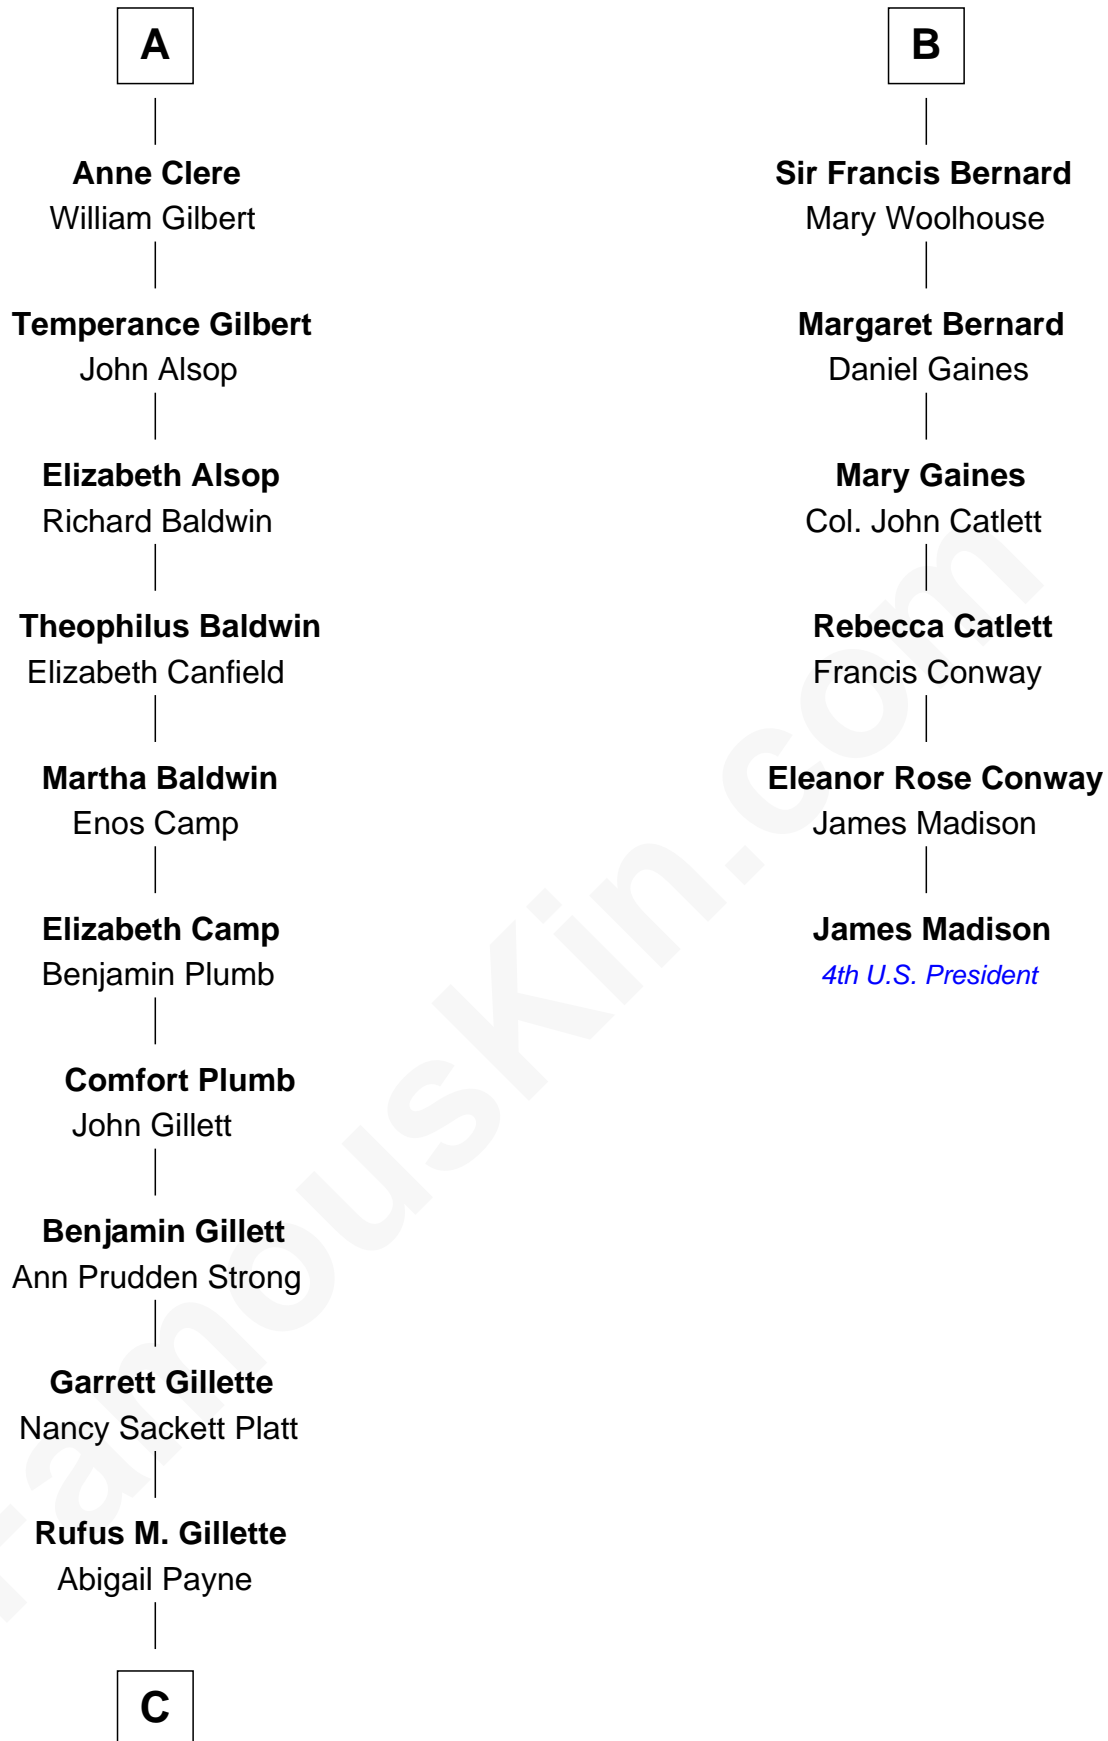 A
Anne Clere
William Gilbert
Temperance Gilbert
John Alsop
Elizabeth Alsop
Richard Baldwin
Theophilus Baldwin
Elizabeth Canfield
Martha Baldwin
Enos Camp
Elizabeth Camp
Benjamin Plumb
Comfort Plumb
John Gillett
Benjamin Gillett
Ann Prudden Strong
Garrett Gillette
Nancy Sackett Platt
Rufus M. Gillette
Abigail Payne
C
B
Sir Francis Bernard
Mary Woolhouse
Margaret Bernard
Daniel Gaines
Mary Gaines
Col. John Catlett
Rebecca Catlett
Francis Conway
Eleanor Rose Conway
James Madison
James Madison
4th U.S. President
FamousKin.com